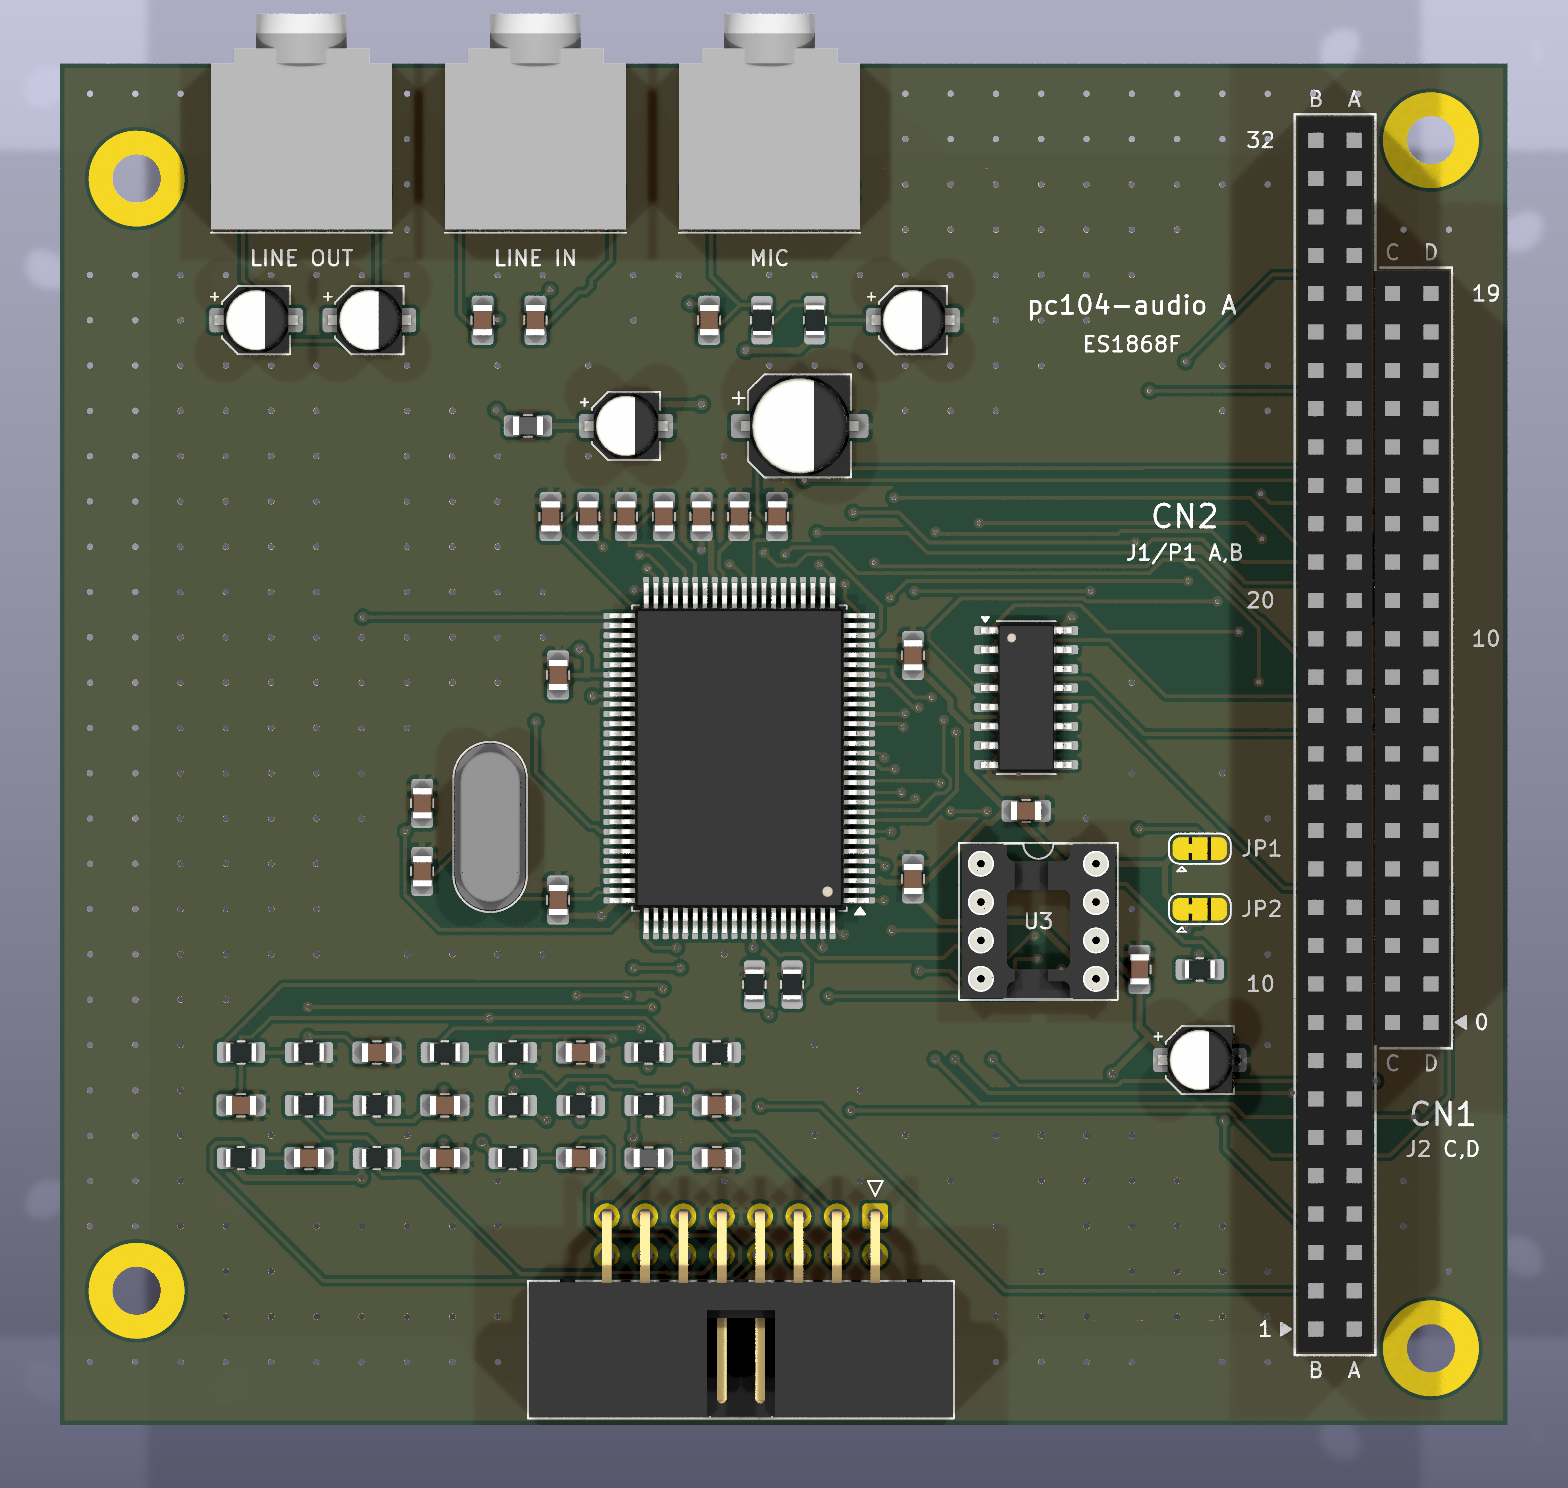 B A
32
C D
LINE OUT
LINE IN
MIC
19
pc104-audio A
ES1868F
+
+
+
+
+
CN2
J1/P1 A,B
20
10
JP1
JP2
U3
10
0
+
C D
CN1
J2 C,D
1
B A